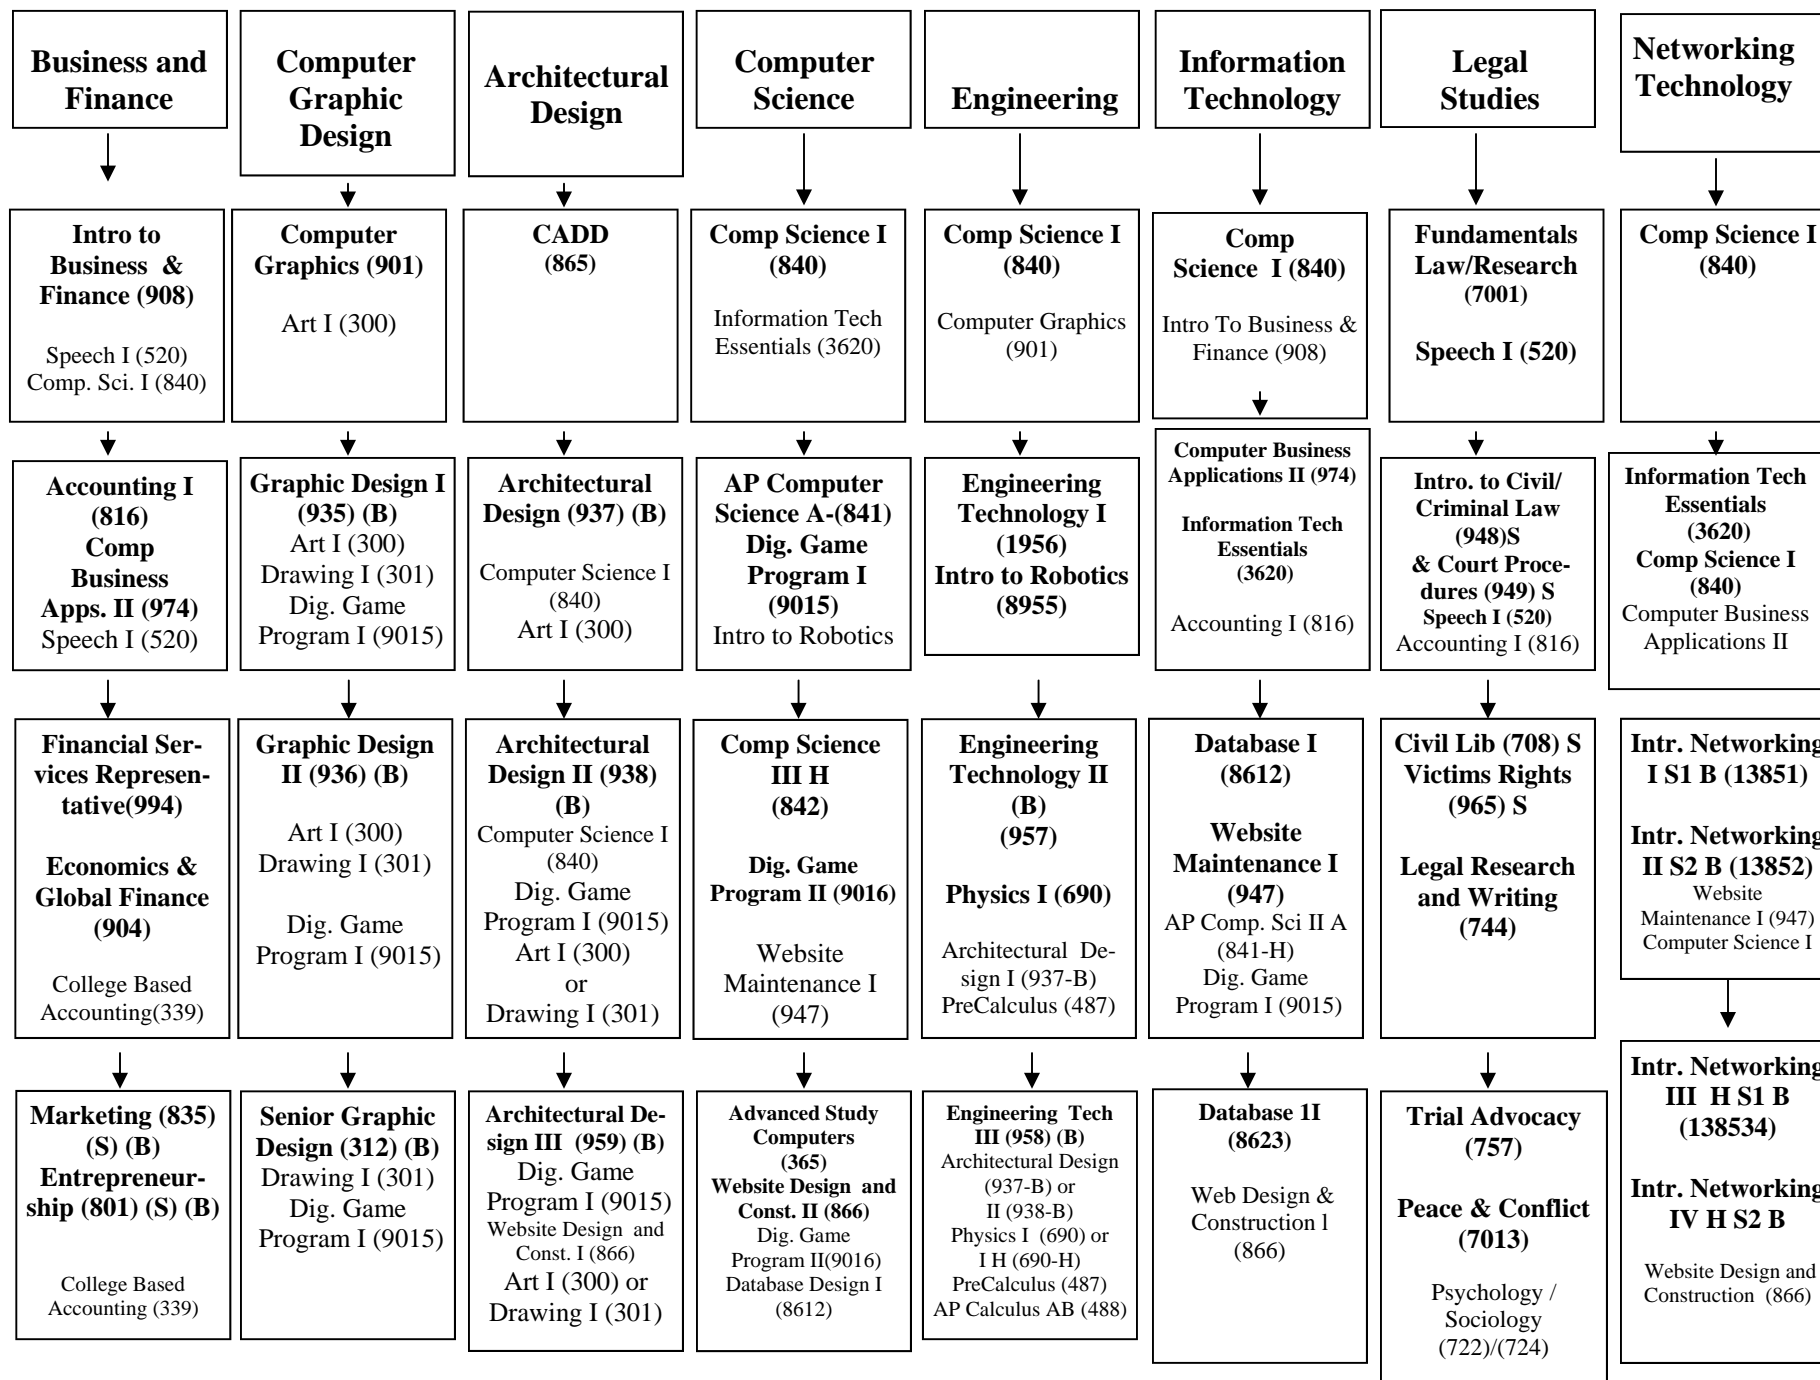 Business and
Finance
Computer
Graphic
Design
Architectural
Design
Computer
Science
Engineering
Information
Technology
Legal
Studies
Networking
Technology
Intro to
Business &
Finance (908)
Speech I (520)
Comp. Sci. I (840)
Computer
Graphics (901)
Art I (300)
CADD
(865)
Comp Science I
(840)
Information Tech
Essentials (3620)
Comp Science I
(840)
Computer Graphics
(901)
Comp
Science I (840)
Intro To Business &
Finance (908)
Fundamentals
Law/Research
(7001)
Speech I (520)
Comp Science I
(840)
Accounting I
(816)
Comp
Business
Apps. II (974)
Speech I (520)
Graphic Design I
(935) (B)
Art I (300)
Drawing I (301)
Dig. Game
Program I (9015)
Architectural
Design (937) (B)
Computer Science I
(840)
Art I (300)
AP Computer
Science A-(841)
Dig. Game
Program I
(9015)
Intro to Robotics
Engineering
Technology I
(1956)
Intro to Robotics
(8955)
Computer Business
Applications II (974)
Information Tech
Essentials
(3620)
Accounting I (816)
Intro. to Civil/
Criminal Law
(948)S
& Court Proce-
dures (949) S
Speech I (520)
Accounting I (816)
Information Tech
Essentials
(3620)
Comp Science I
(840)
Computer Business
Applications II
Financial Ser-
vices Represen-
tative(994)
Economics &
Global Finance
(904)
College Based
Accounting(339)
Graphic Design
II (936) (B)
Art I (300)
Drawing I (301)
Dig. Game
Program I (9015)
Architectural
Design II (938)
(B)
Computer Science I
(840)
Dig. Game
Program I (9015)
Art I (300)
or
Drawing I (301)
Comp Science
III H
(842)
Dig. Game
Program II (9016)
Website
Maintenance I
(947)
Engineering
Technology II
(B)
(957)
Physics I (690)
Architectural De-
sign I (937-B)
PreCalculus (487)
Database I
(8612)
Website
Maintenance I
(947)
AP Comp. Sci II A
(841-H)
Dig. Game
Program I (9015)
Civil Lib (708) S
Victims Rights
(965) S
Legal Research
and Writing
(744)
Intr. Networking
I S1 B (13851)
Intr. Networking
II S2 B (13852)
Website
Maintenance I (947)
Computer Science I
Marketing (835)
(S) (B)
Entrepreneur-
ship (801) (S) (B)
College Based
Accounting (339)
Senior Graphic
Design (312) (B)
Drawing I (301)
Dig. Game
Program I (9015)
Architectural De-
sign III (959) (B)
Dig. Game
Program I (9015)
Website Design and
Const. I (866)
Art I (300) or
Drawing I (301)
Advanced Study
Computers
(365)
Website Design and
Const. II (866)
Dig. Game
Program II(9016)
Database Design I
(8612)
Engineering Tech
III (958) (B)
Architectural Design
(937-B) or
II (938-B)
Physics I (690) or
I H (690-H)
PreCalculus (487)
AP Calculus AB (488)
Database 1I
(8623)
Web Design &
Construction l
(866)
Trial Advocacy
(757)
Peace & Conflict
(7013)
Psychology /
Sociology
(722)/(724)
Intr. Networking
III H S1 B
(138534)
Intr. Networking
IV H S2 B
Website Design and
Construction (866)